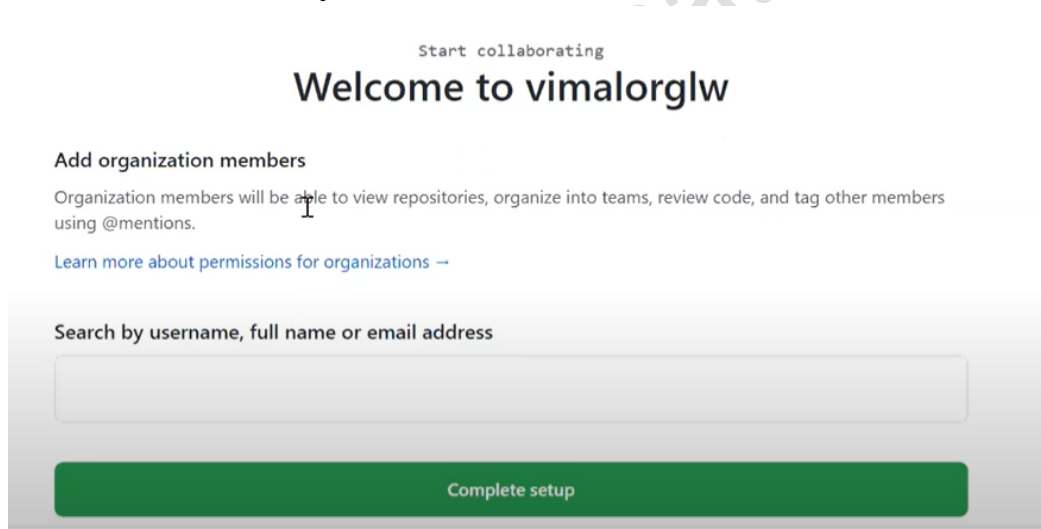 Start collaborating
Welcome to vimalorglw
Add organization members
Organization members will be able to view repositories, organize into teams, review code, and tag other members
using @mentions.
Learn more about permissions for organizations →
Search by username, full name or email address
Complete setup